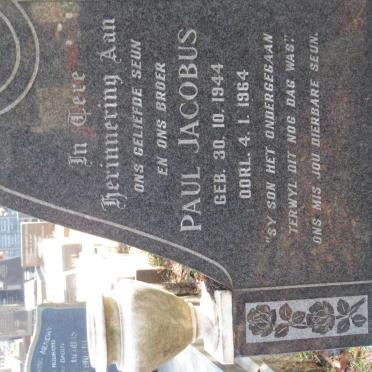 In Tere
Herinnering Aan
ONS GELIEFDE SEUN
EN ONS BROER
PAUL JACOBUS
GEB. 30. 10. 1944
OORL. 4. 1. 1964
"SY SON HET ONDERGEGAAN
TERWYL DIT NOG DAG WAS".
ONS MIS JOU DIERBARE SEUN.